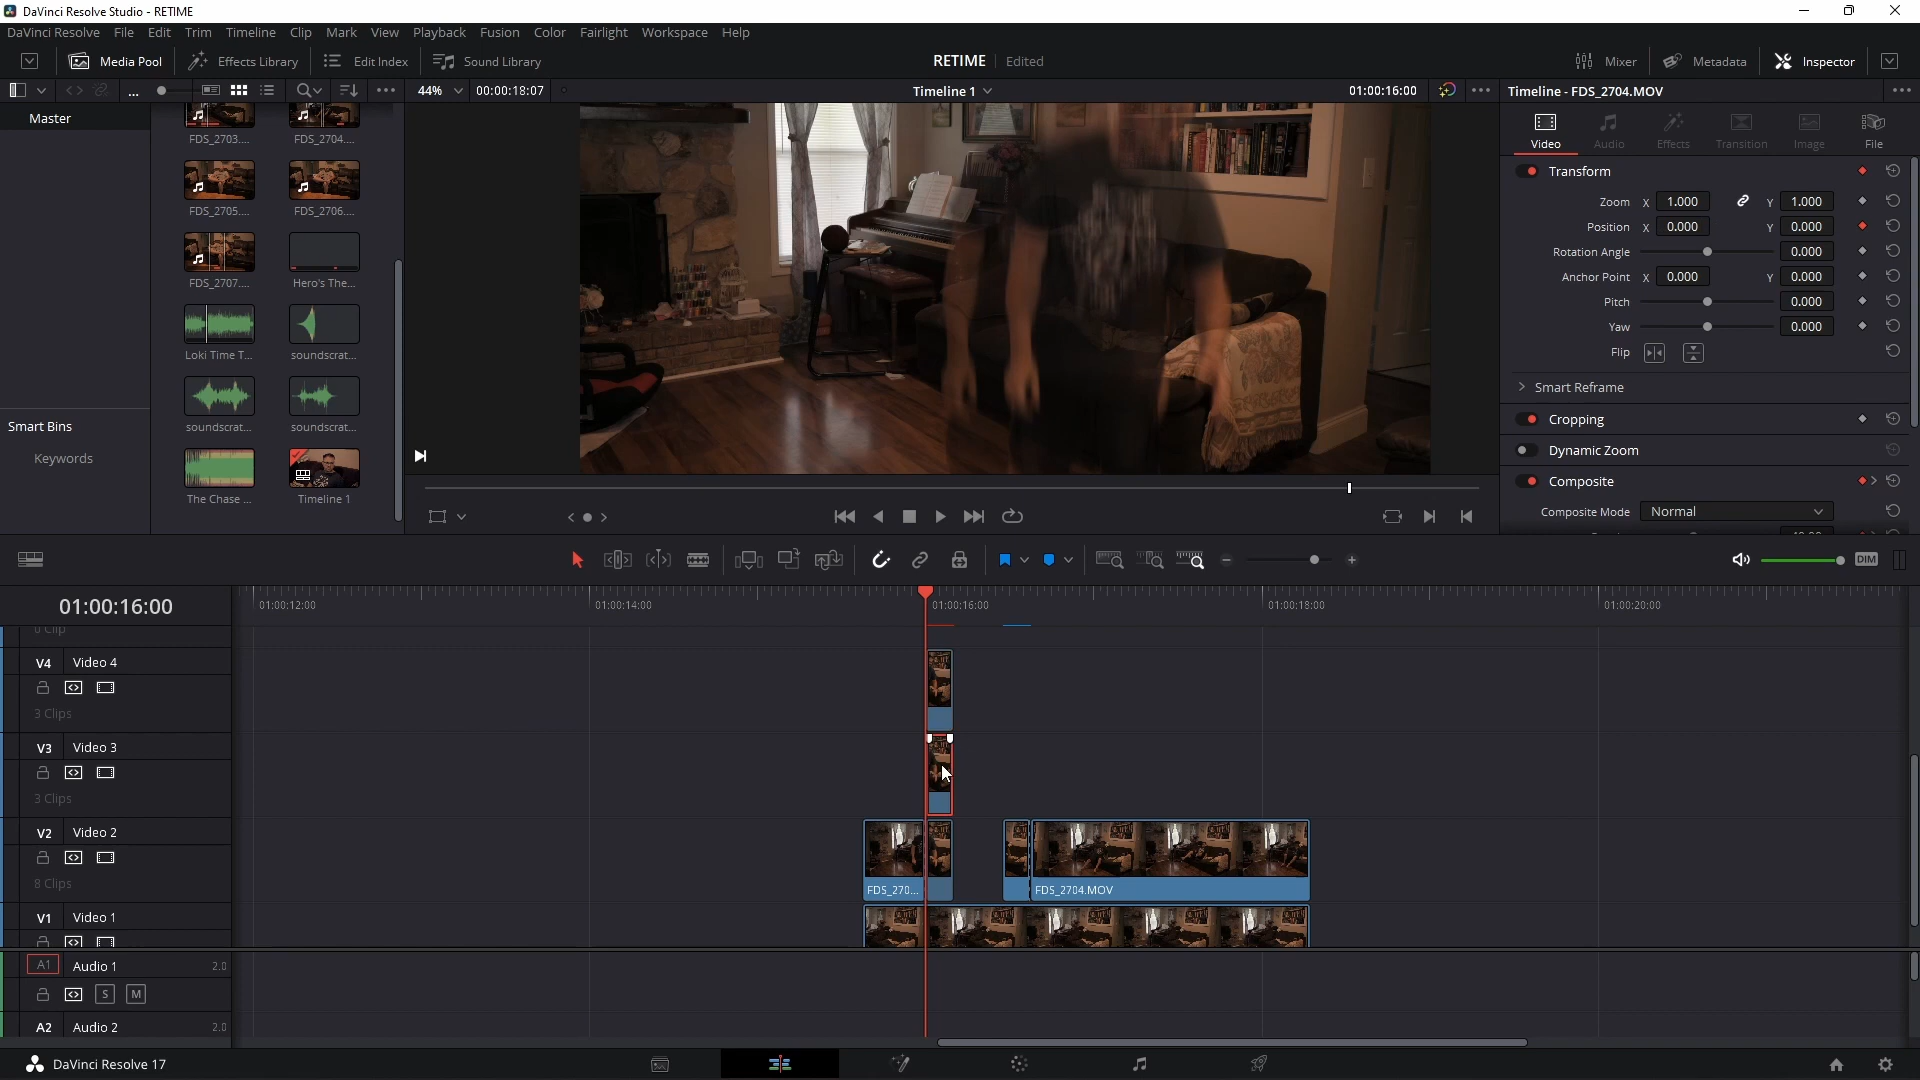 DaVinci Resolve Studio - RETIME
DaVinci Resolve File Edit Trim Timeline Clip Mark View Playback Fusion Color Fairlight Workspace Help
Media Pool Effects Library Edit Index Sound Library RETIME Edited Mixer Metadata Inspector
... 44% 00:00:18:07 Timeline 1 01:00:16:00 Timeline - FDS_2704.MOV
Master
FDS_2703.... FDS_2704....
FDS_2705.... FDS_2706....
FDS_2707.... Hero's The...
Loki Time T... soundscrat...
soundscrat... soundscrat...
The Chase ... Timeline 1
Smart Bins
Keywords
Video Audio Effects Transition Image File
Transform
Zoom X 1.000 Y 1.000
Position X 0.000 Y 0.000
Rotation Angle 0.000
Anchor Point X 0.000 Y 0.000
Pitch 0.000
Yaw 0.000
Flip
Smart Reframe
Cropping
Dynamic Zoom
Composite
Composite Mode Normal
DIM
01:00:16:00
01:00:12:00 01:00:14:00 01:00:16:00 01:00:18:00 01:00:20:00
0 Clip
V4 Video 4
3 Clips
V3 Video 3
3 Clips
V2 Video 2
8 Clips
FDS_270... FDS_2704.MOV
V1 Video 1
A1 Audio 1 2.0
S M
A2 Audio 2 2.0
DaVinci Resolve 17